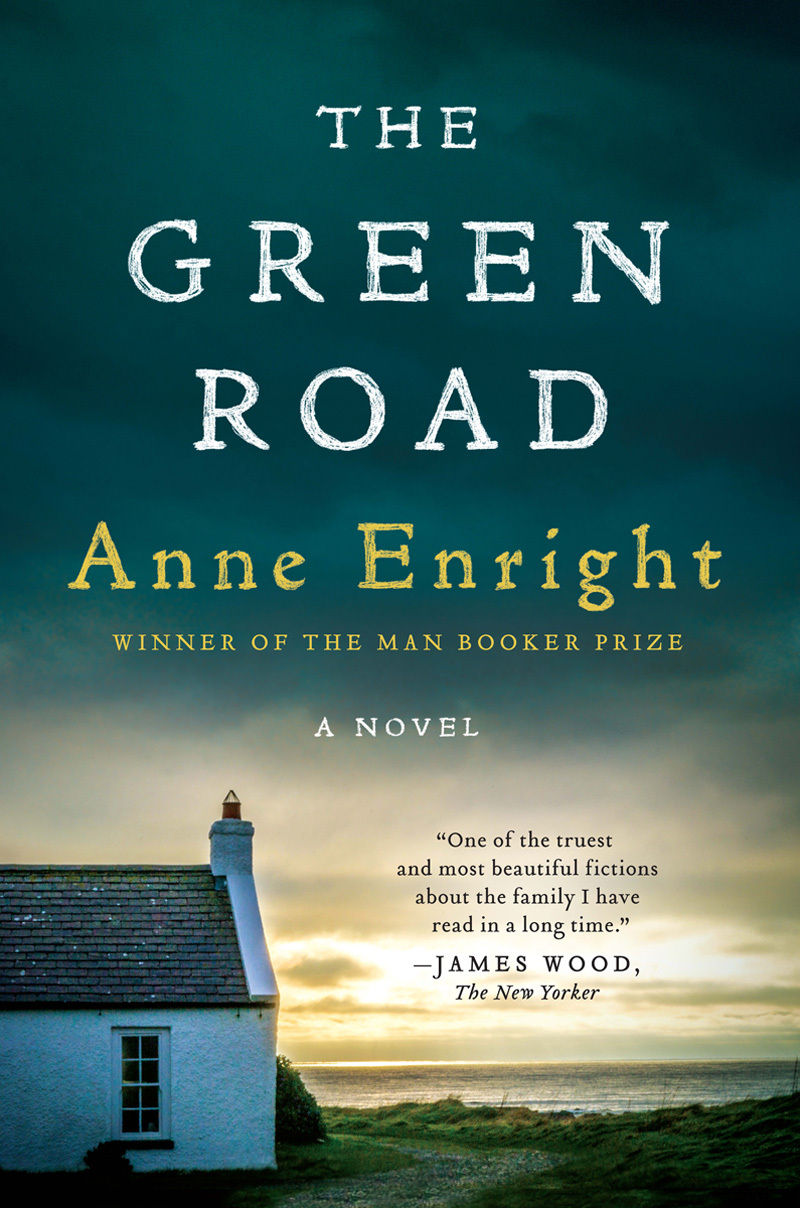 THE
GREEN
ROAD
Anne Enright
WINNER OF THE MAN BOOKER PRIZE
A NOVEL
“One of the truest
and most beautiful fictions
about the family I have
read in a long time.”
—JAMES WOOD,
The New Yorker